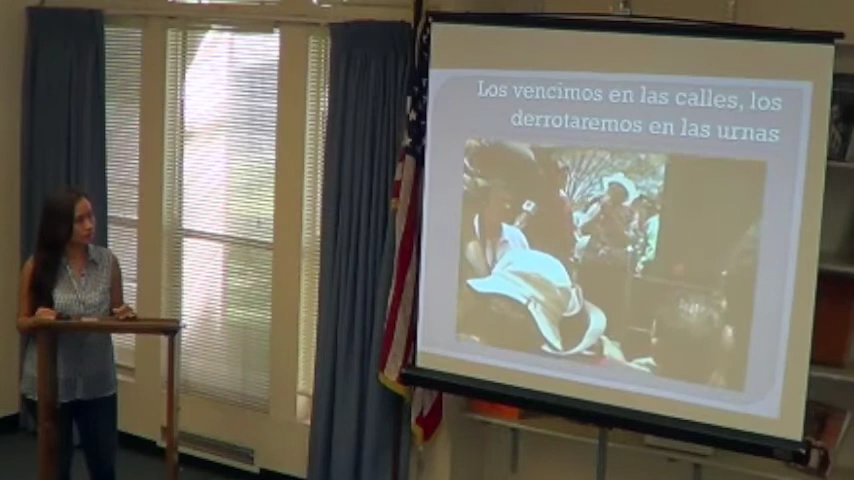 Los vencimos en las calles, los
derrotaremos en las urnas